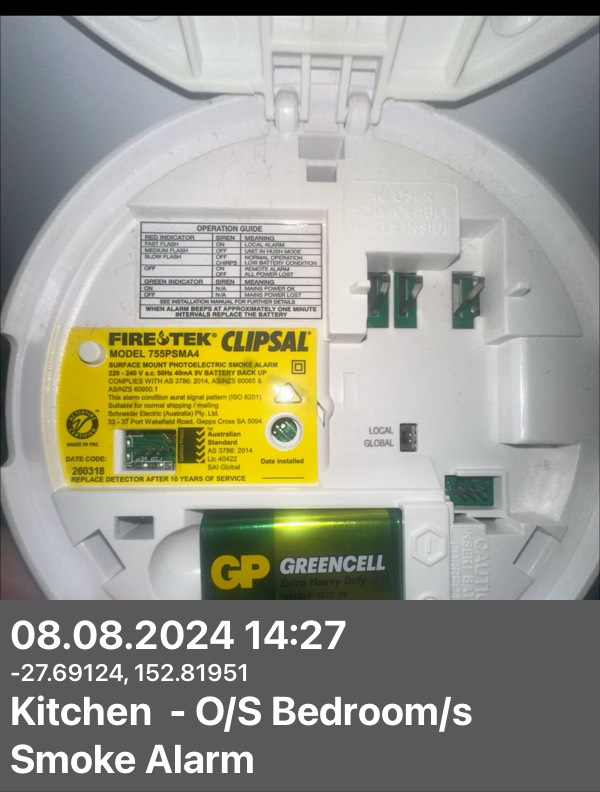 OPERATION GUIDE
RED INDICATOR SIREN MEANING
FAST FLASH ON LOCAL ALARM
MEDIUM FLASH OFF UNIT IN HUSH MODE
SLOW FLASH OFF NORMAL OPERATION
CHIRPS LOW BATTERY CONDITION
OFF ON REMOTE ALARM
OFF ALL POWER LOST
GREEN INDICATOR SIREN MEANING
ON N/A MAINS POWER OK
OFF N/A MAINS POWER LOST
SEE INSTALLATION MANUAL FOR FURTHER DETAILS
WHEN ALARM BEEPS AT APPROXIMATELY ONE MINUTE
INTERVALS REPLACE THE BATTERY
FIRETEK® CLIPSAL®
MODEL 755PSMA4
SURFACE MOUNT PHOTOELECTRIC SMOKE ALARM
220 - 240 V a.c. 50Hz 40mA 9V BATTERY BACK UP
COMPLIES WITH AS 3786: 2014, AS/NZS 60065 &
AS/NZS 60950.1
This alarm condition aural signal pattern (ISO 8201)
Suitable for normal shipping / mailing
Schneider Electric (Australia) Pty. Ltd.
33 - 37 Port Wakefield Road, Gepps Cross SA 5094
MADE IN PRC
Australian
Standard
AS 3786: 2014
Lic 40422
SAI Global
Date installed
DATE CODE:
260318
REPLACE DETECTOR AFTER 10 YEARS OF SERVICE
LOCAL
GLOBAL
GP GREENCELL
Extra Heavy Duty
08.08.2024 14:27
-27.69124, 152.81951
Kitchen - O/S Bedroom/s
Smoke Alarm